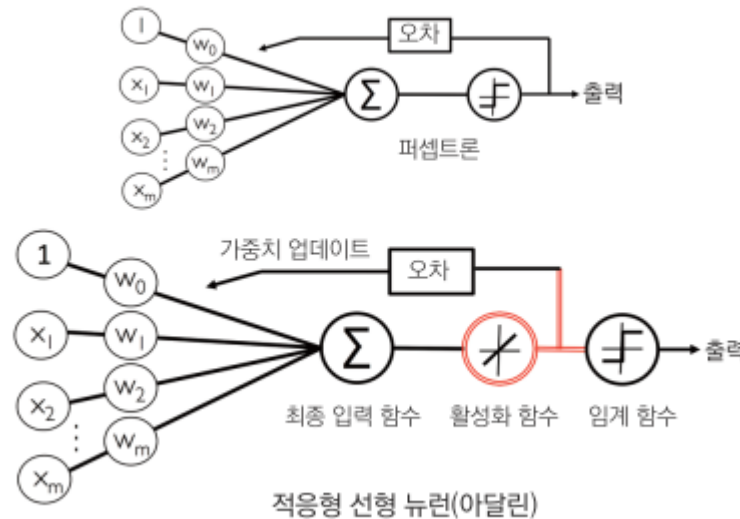 1
w0
오차
x1
w1
Σ
출력
x2
w2
퍼셉트론
⋮
wm
xm
가중치 업데이트
1
w0
오차
x1
w1
Σ
출력
x2
w2
최종 입력 함수
활성화 함수
임계 함수
⋮
wm
xm
적응형 선형 뉴런(아달린)